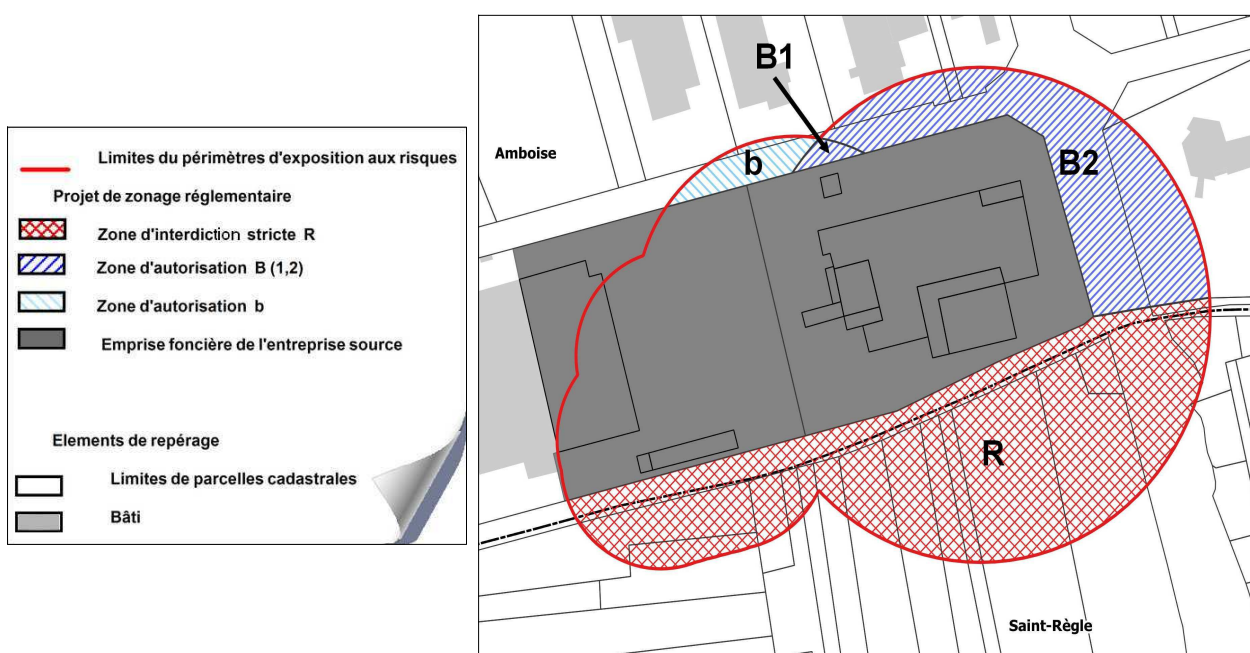 Limites du périmètres d'exposition aux risques
Projet de zonage réglementaire
Zone d'interdiction stricte R
Zone d'autorisation B (1,2)
Zone d'autorisation b
Emprise foncière de l'entreprise source
Elements de repérage
Limites de parcelles cadastrales
Bâti
B1
Amboise
b
B2
R
Saint-Règle